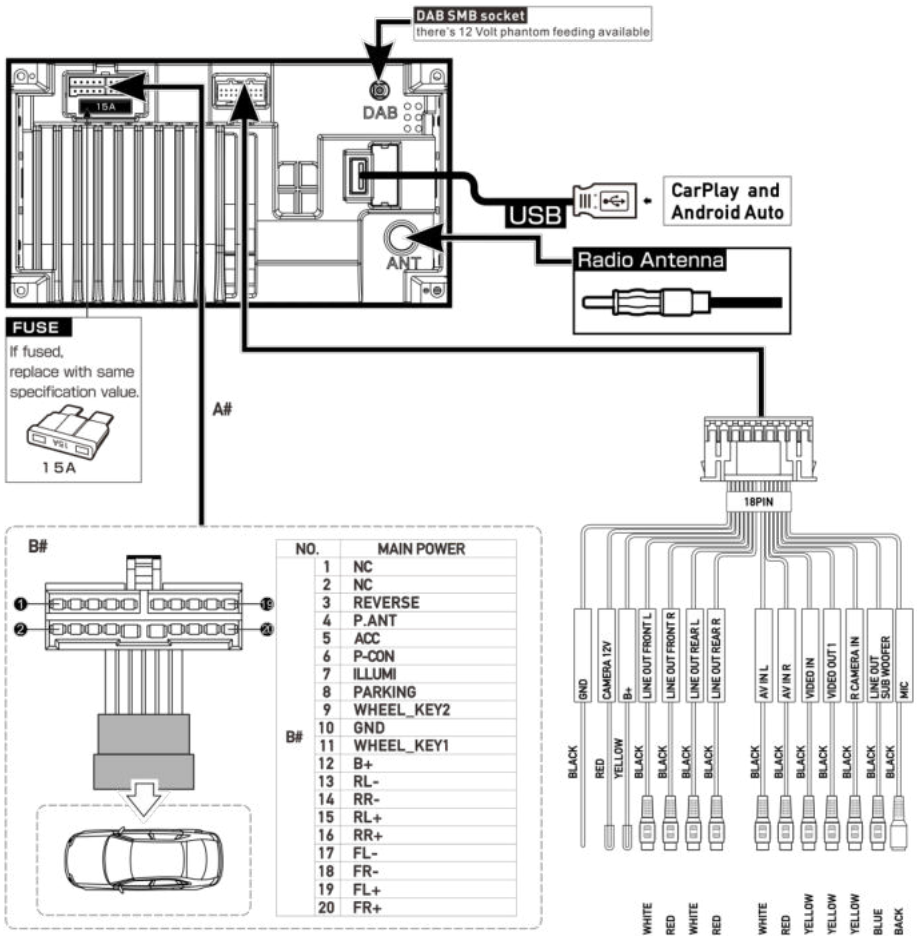 DAB SMB socket
there's 12 Volt phantom feeding available
15A
DAB
USB
CarPlay and
Android Auto
ANT
Radio Antenna
FUSE
If fused,
replace with same
specification value.
15A
15A
A#
18PIN
B#
1
19
2
20
NO. MAIN POWER
B#
1 NC
2 NC
3 REVERSE
4 P.ANT
5 ACC
6 P-CON
7 ILLUMI
8 PARKING
9 WHEEL_KEY2
10 GND
11 WHEEL_KEY1
12 B+
13 RL-
14 RR-
15 RL+
16 RR+
17 FL-
18 FR-
19 FL+
20 FR+
GND
CAMERA 12V
B+
LINE OUT FRONT L
LINE OUT FRONT R
LINE OUT REAR L
LINE OUT REAR R
AV IN L
AV IN R
VIDEO IN
VIDEO OUT 1
R CAMERA IN
LINE OUT
SUB WOOFER
MIC
BLACK
RED
YELLOW
BLACK
BLACK
BLACK
BLACK
BLACK
BLACK
BLACK
BLACK
BLACK
BLACK
BLACK
WHITE
RED
WHITE
RED
WHITE
RED
YELLOW
YELLOW
YELLOW
BLUE
BACK